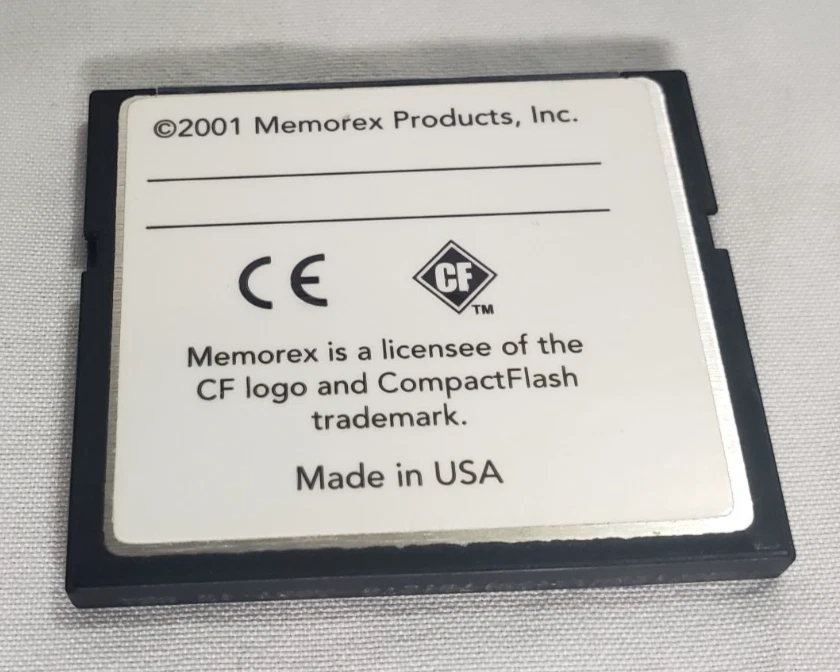 ©2001 Memorex Products, Inc.
CE
CF
TM
Memorex is a licensee of the
CF logo and CompactFlash
trademark.
Made in USA